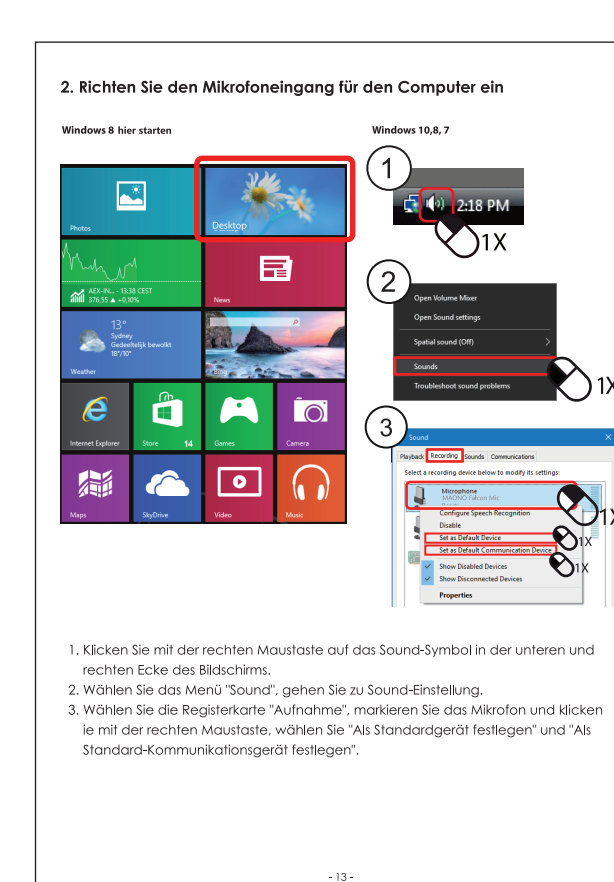 2. Richten Sie den Mikrofoneingang für den Computer ein
Windows 8 hier starten
Windows 10,8, 7
Photos
Desktop
AEX-IN... - 13:38 CEST
376,55 ▲ +0,10%
News
13°
Sydney
Gedeeltelijk bewolkt
18°/10°
Weather
Bing
Internet Explorer
Store 14
Games
Camera
Maps
SkyDrive
Video
Music
1
2:18 PM
1X
2
Open Volume Mixer
Open Sound settings
Spatial sound (Off)
Sounds
Troubleshoot sound problems
1X
3
Sound
Playback Recording Sounds Communications
Select a recording device below to modify its settings:
Microphone
MAONO Falcon Mic
1X
Configure Speech Recognition
Disable
Set as Default Device
1X
Set as Default Communication Device
1X
Show Disabled Devices
Show Disconnected Devices
Properties
1. Klicken Sie mit der rechten Maustaste auf das Sound-Symbol in der unteren und
rechten Ecke des Bildschirms.
2. Wählen Sie das Menü "Sound", gehen Sie zu Sound-Einstellung.
3. Wählen Sie die Registerkarte "Aufnahme", markieren Sie das Mikrofon und klicken
ie mit der rechten Maustaste, wählen Sie "Als Standardgerät festlegen" und "Als
Standard-Kommunikationsgerät festlegen".
- 13 -